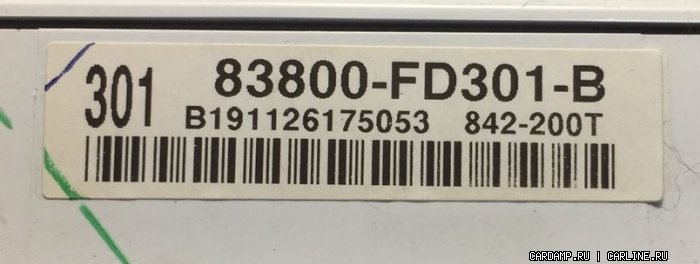 301 83800-FD301-B
B191126175053 842-200T
CARDAMP.RU | CARLINE.RU